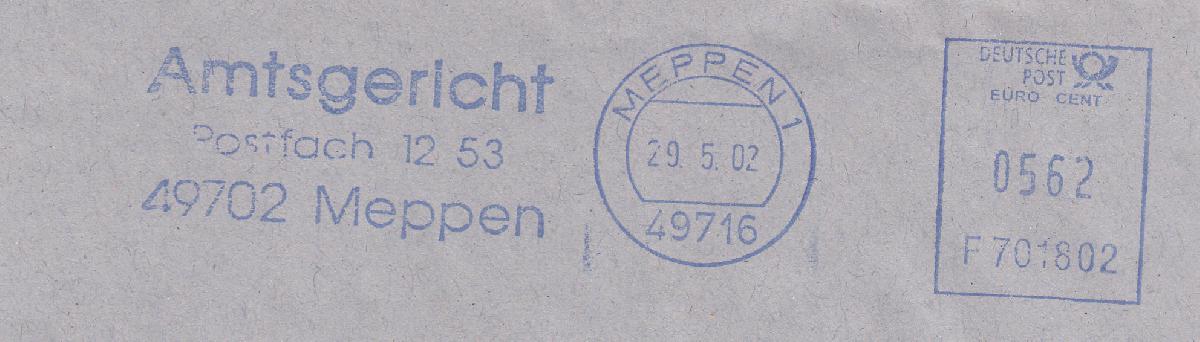 Amtsgericht
Postfach 12 53
49702 Meppen
MEPPEN 1
29. 5. 02
49716
DEUTSCHE
POST
EURO CENT
0562
F 701802